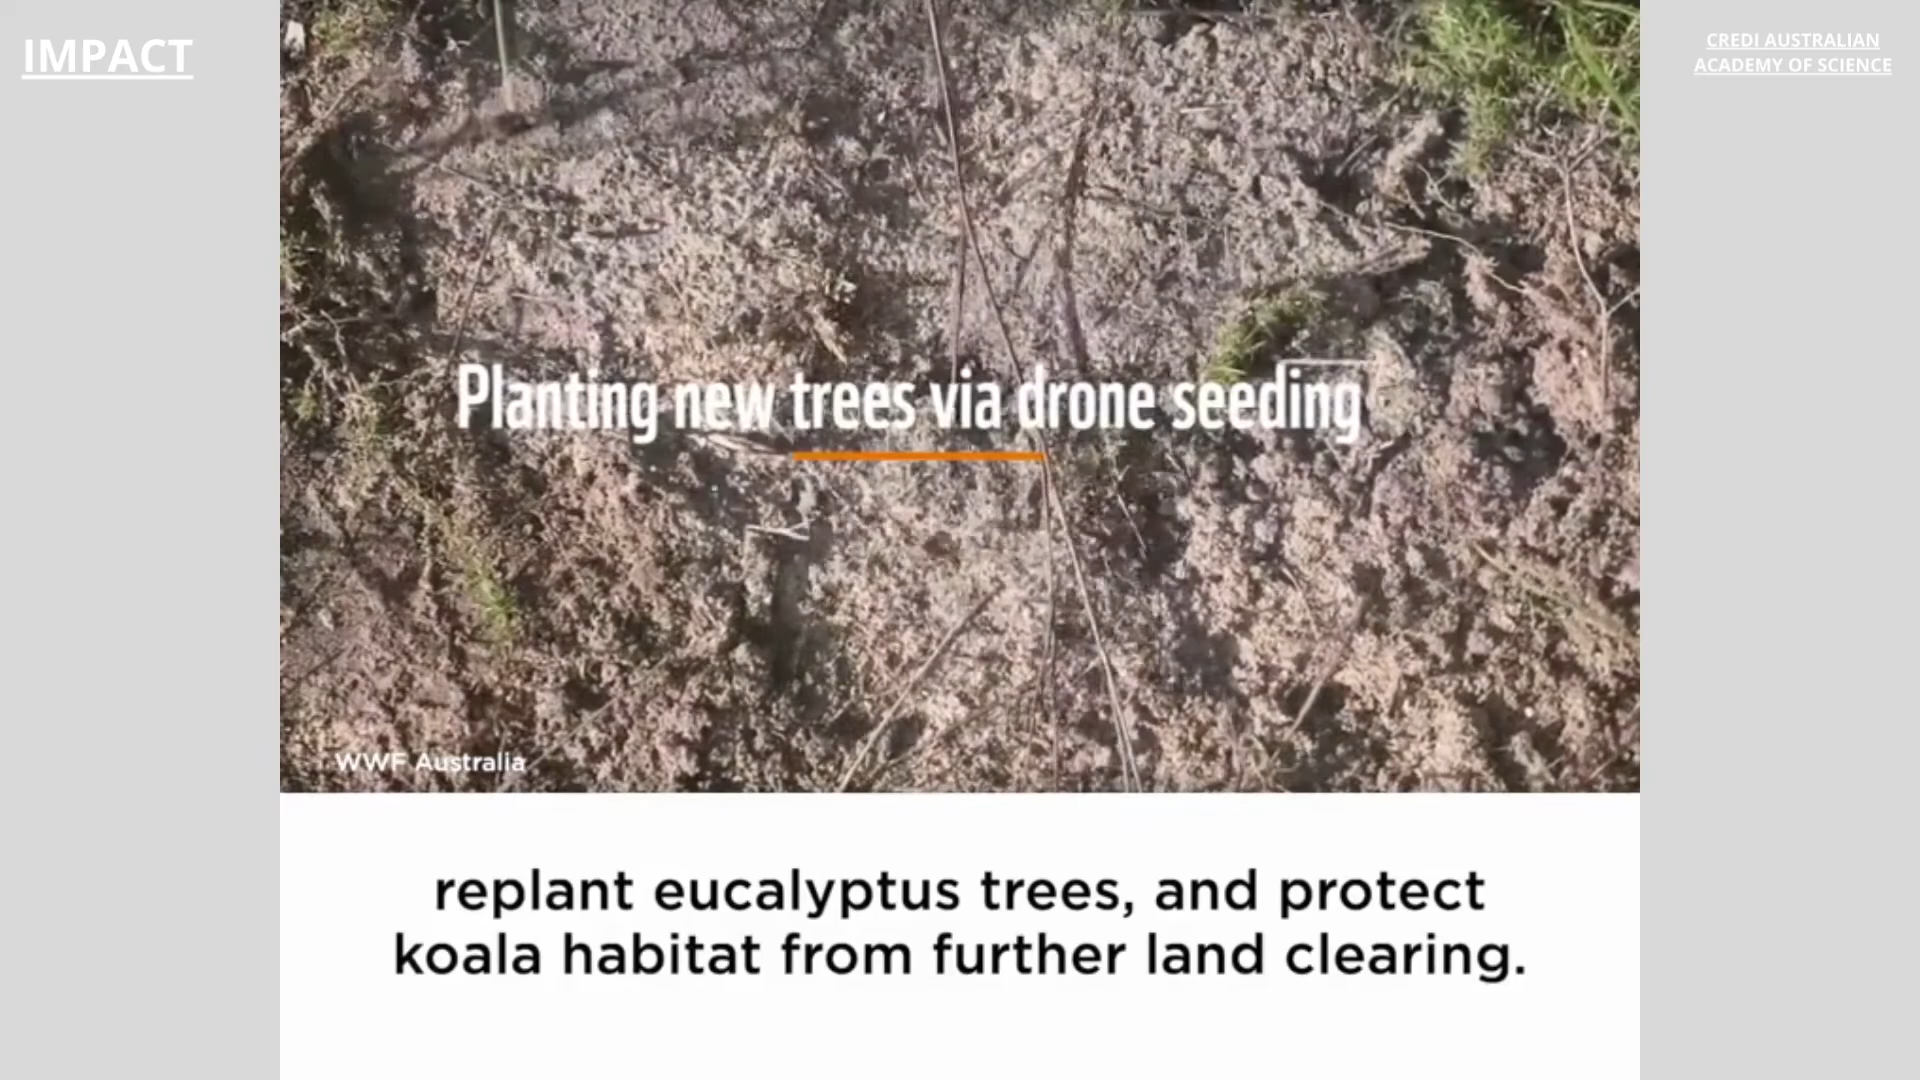 IMPACT
CREDI AUSTRALIAN
ACADEMY OF SCIENCE
Planting new trees via drone seeding
WWF Australia
replant eucalyptus trees, and protect
koala habitat from further land clearing.